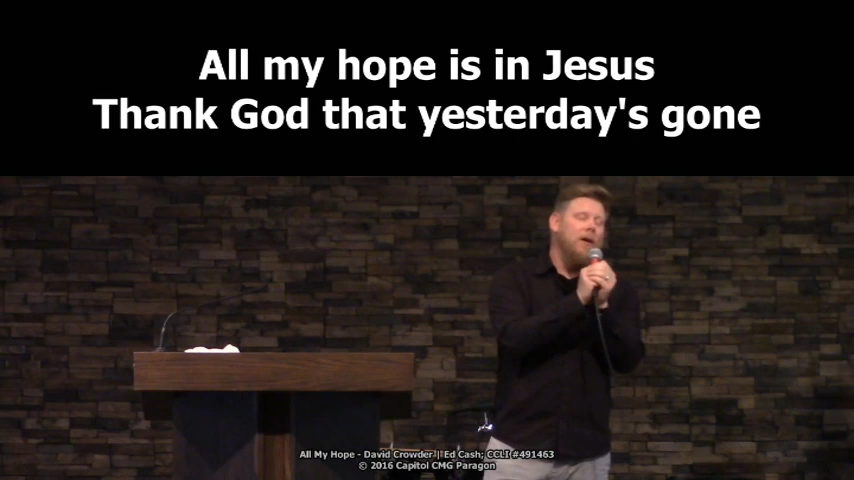 All my hope is in Jesus
Thank God that yesterday's gone
All My Hope - David Crowder | Ed Cash; CCLI #491463
© 2016 Capitol CMG Paragon